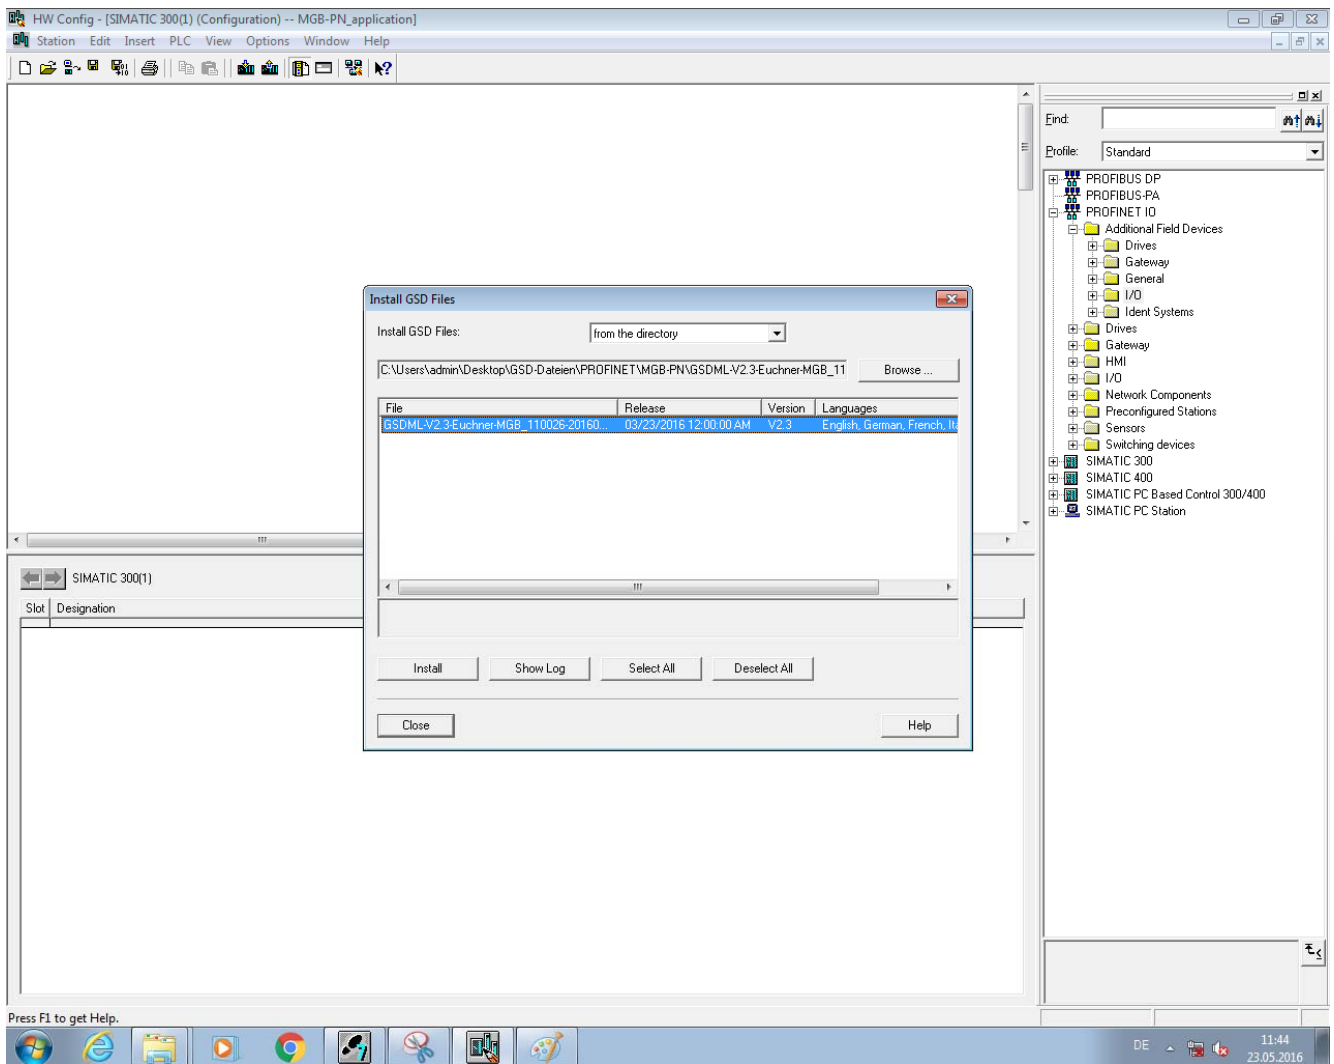 HW Config - [SIMATIC 300(1) (Configuration) -- MGB-PN_application]
Station Edit Insert PLC View Options Window Help
Find:
Profile: Standard
PROFIBUS DP
PROFIBUS-PA
PROFINET IO
Additional Field Devices
Drives
Gateway
General
I/O
Ident Systems
Drives
Gateway
HMI
I/O
Network Components
Preconfigured Stations
Sensors
Switching devices
SIMATIC 300
SIMATIC 400
SIMATIC PC Based Control 300/400
SIMATIC PC Station
Install GSD Files
Install GSD Files: from the directory
C:\Users\admin\Desktop\GSD-Dateien\PROFINET\MGB-PN\GSDML-V2.3-Euchner-MGB_11 Browse ...
File Release Version Languages
GSDML-V2.3-Euchner-MGB_110026-20160... 03/23/2016 12:00:00 AM V2.3 English, German, French, Ita
Install Show Log Select All Deselect All
Close Help
SIMATIC 300(1)
Slot Designation
Press F1 to get Help.
DE 11:44
23.05.2016